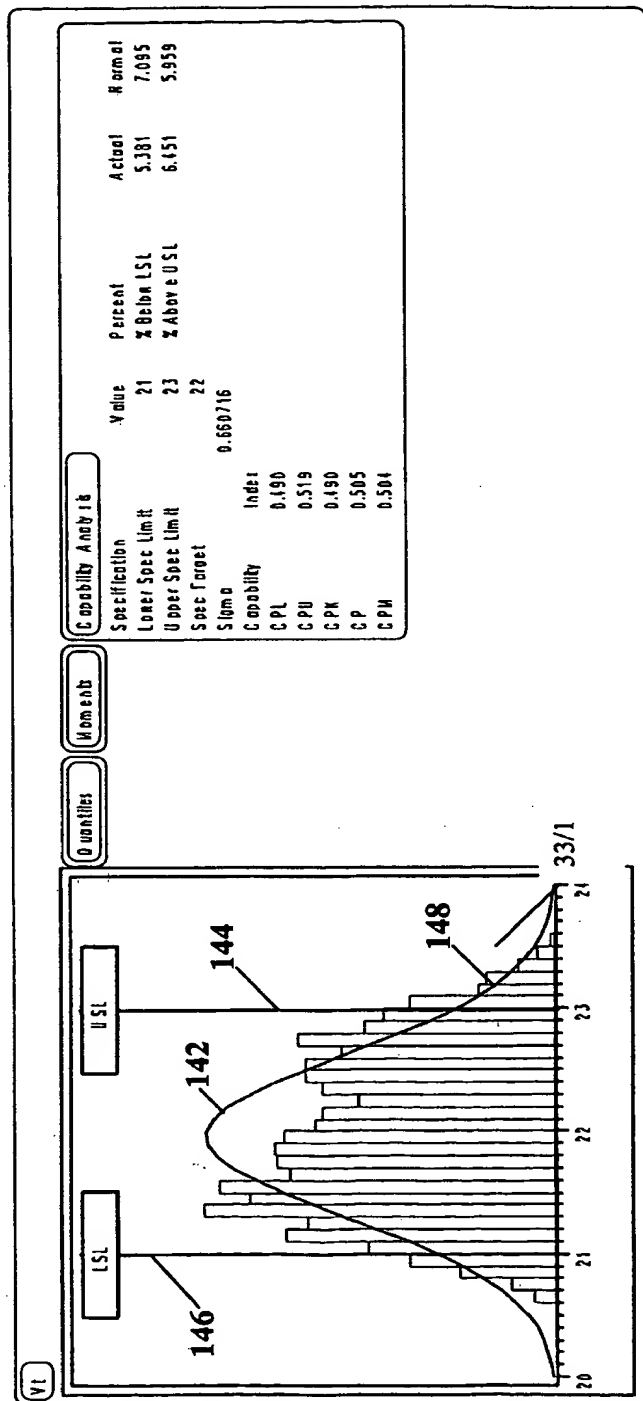 Vt
LSL
USL
146
142
144
148
20
21
22
23
24
33/1
Quantiles
Moments
Capability Analysis
Specification Value Percent Actual Normal
Lower Spec Limit 21 % Below LSL 5.381 7.095
Upper Spec Limit 23 % Above USL 6.451 5.959
Spec Target 22
Sigma 0.660716
Capability Index
CPL 0.490
CPU 0.519
CPK 0.490
CP 0.505
CPM 0.504